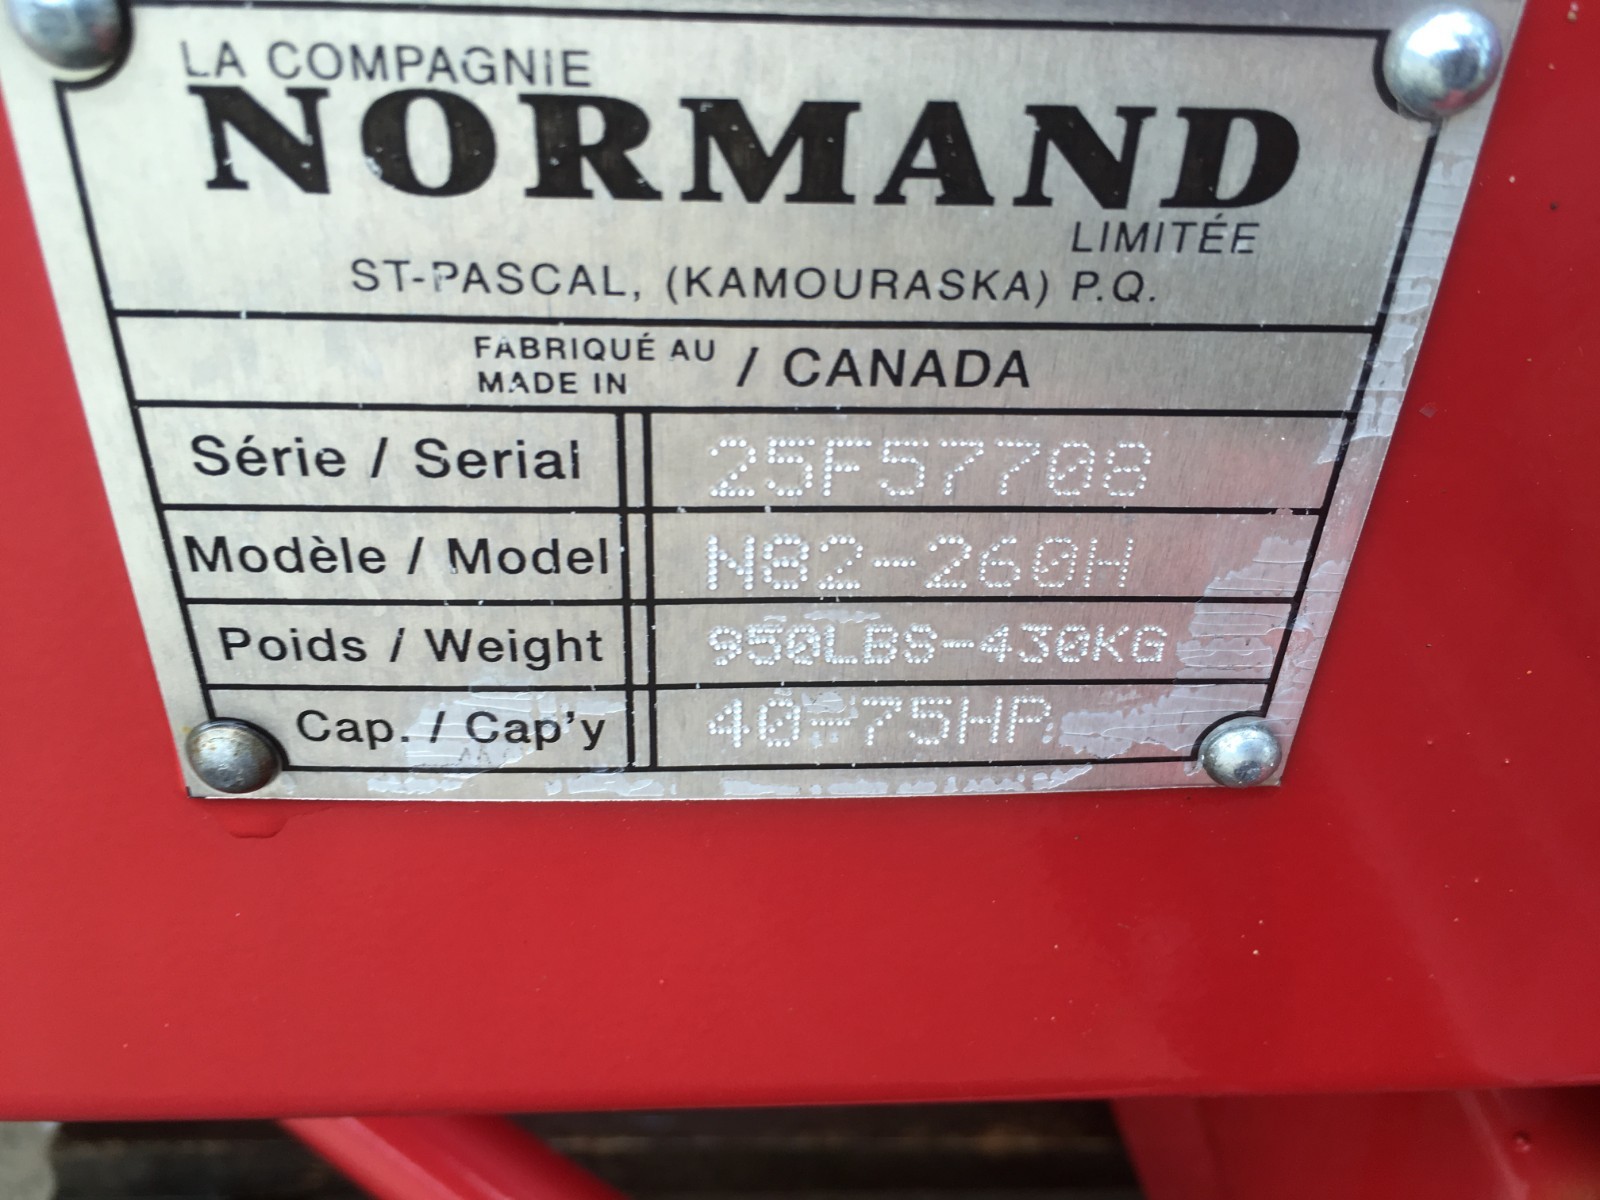 LA COMPAGNIE
NORMAND
LIMITÉE
ST-PASCAL, (KAMOURASKA) P.Q.
FABRIQUÉ AU
MADE IN / CANADA
Série / Serial 25F57708
Modèle / Model N82-260H
Poids / Weight 950LBS-430KG
Cap. / Cap'y 40-75HP